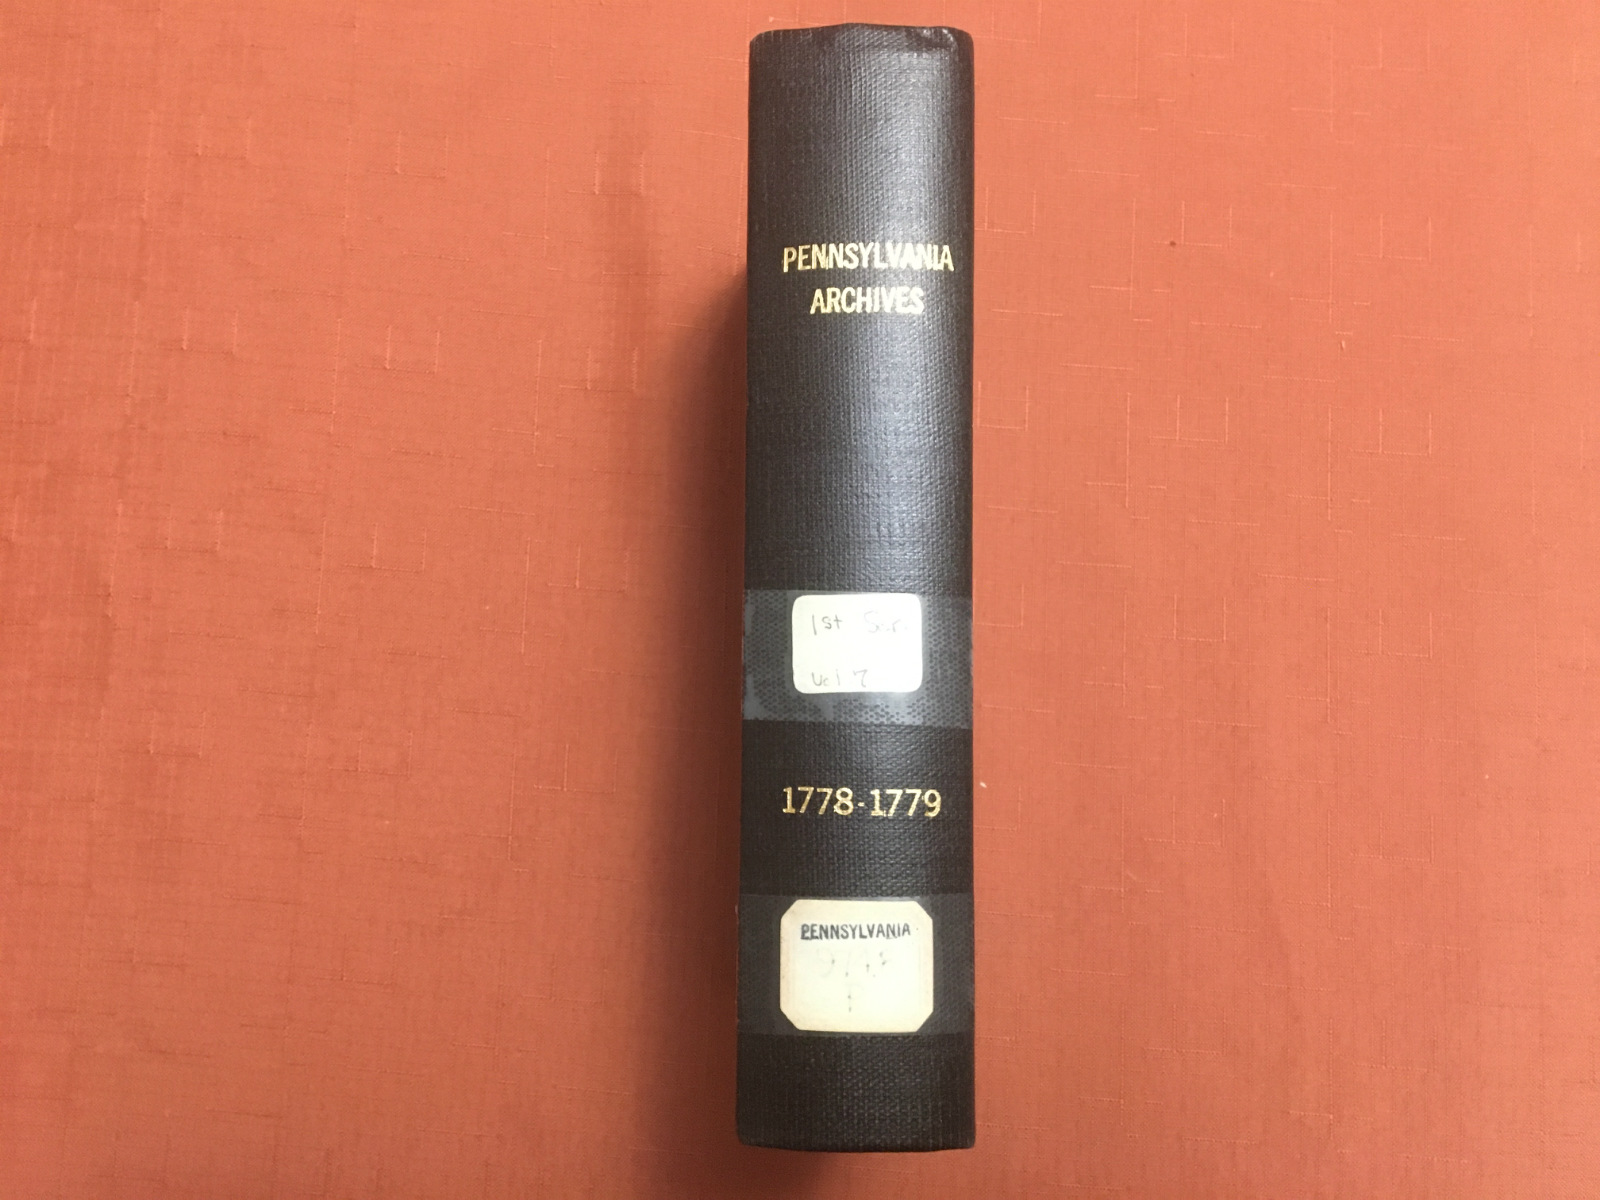 PENNSYLVANIA
ARCHIVES
1st Ser.
Vol 7
1778-1779
PENNSYLVANIA